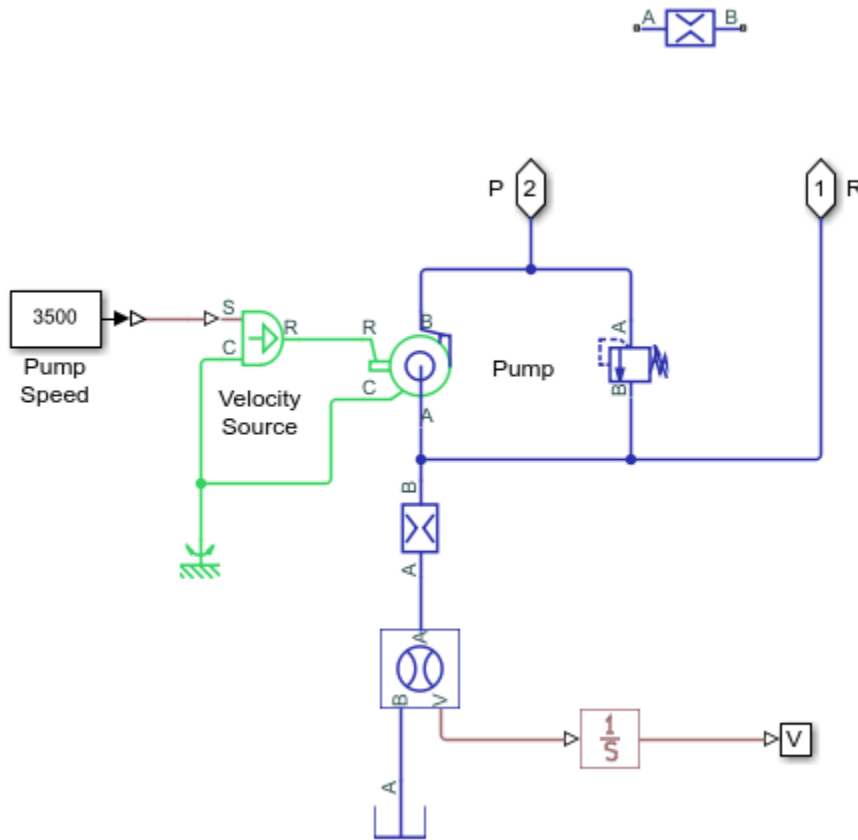 A B
P 2
1 R
3500
Pump
Speed
S
C
R
Velocity
Source
R
C
B
A
Pump
A
B
B
A
A
B V
1
S
V
A